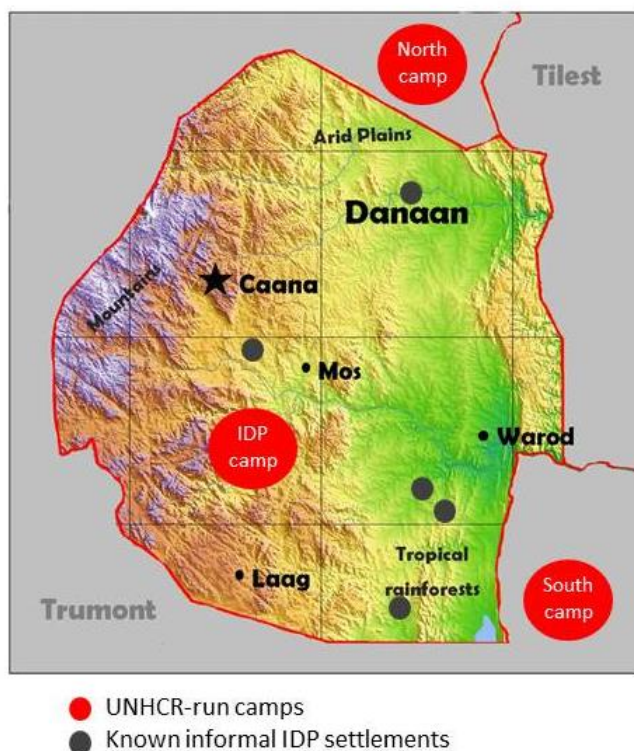 North
camp
Tilest
Arid Plains
Danaan
Mountains
Caana
Mos
IDP
camp
Warod
Tropical
rainforests
Laag
South
camp
Trumont
UNHCR-run camps
Known informal IDP settlements